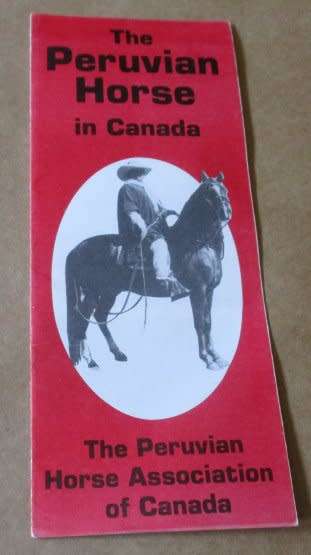 The
Peruvian
Horse
in Canada
The Peruvian
Horse Association
of Canada